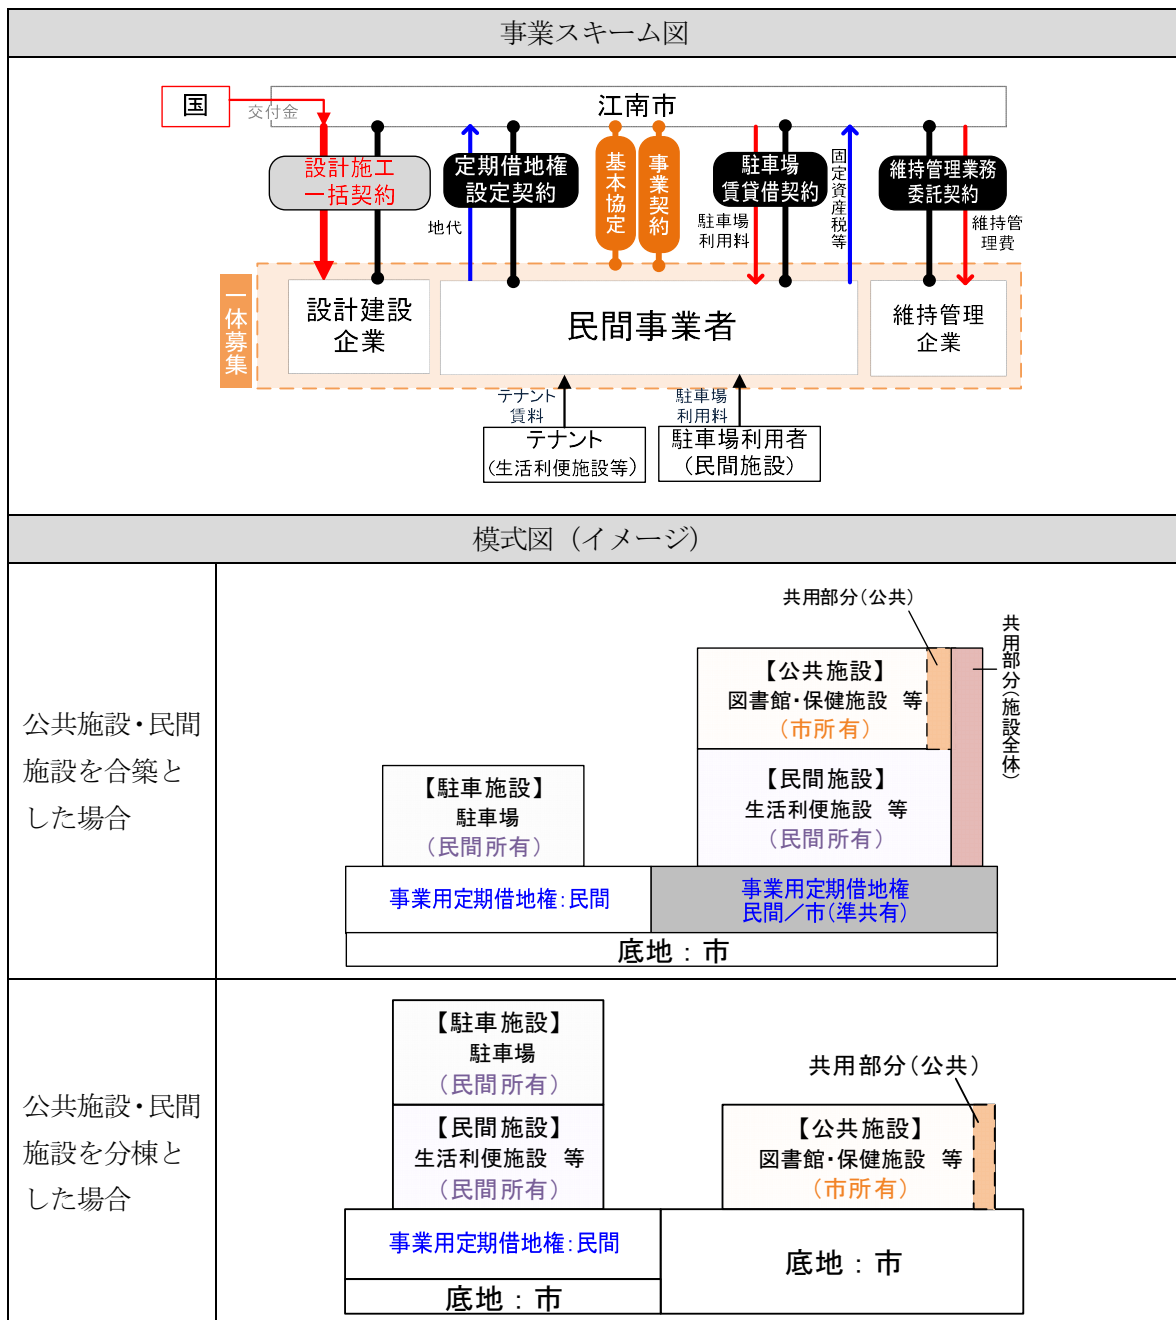 事業スキーム図
国
交付金
江南市
設計施工
一括契約
定期借地権
設定契約
地代
基本協定
事業契約
駐車場
賃貸借契約
駐車場
利用料
固定資産税等
維持管理業務
委託契約
維持管
理費
一体募集
設計建設
企業
民間事業者
維持管理
企業
テナント
賃料
駐車場
利用料
テナント
(生活利便施設等)
駐車場利用者
(民間施設)
模式図（イメージ）
公共施設・民間
施設を合築と
した場合
共用部分(公共)
共用部分(施設全体)
【公共施設】
図書館・保健施設 等
(市所有)
【民間施設】
生活利便施設 等
(民間所有)
【駐車施設】
駐車場
(民間所有)
事業用定期借地権：民間
事業用定期借地権
民間／市(準共有)
底地：市
公共施設・民間
施設を分棟と
した場合
【駐車施設】
駐車場
(民間所有)
【民間施設】
生活利便施設 等
(民間所有)
共用部分(公共)
【公共施設】
図書館・保健施設 等
(市所有)
事業用定期借地権：民間
底地：市
底地：市